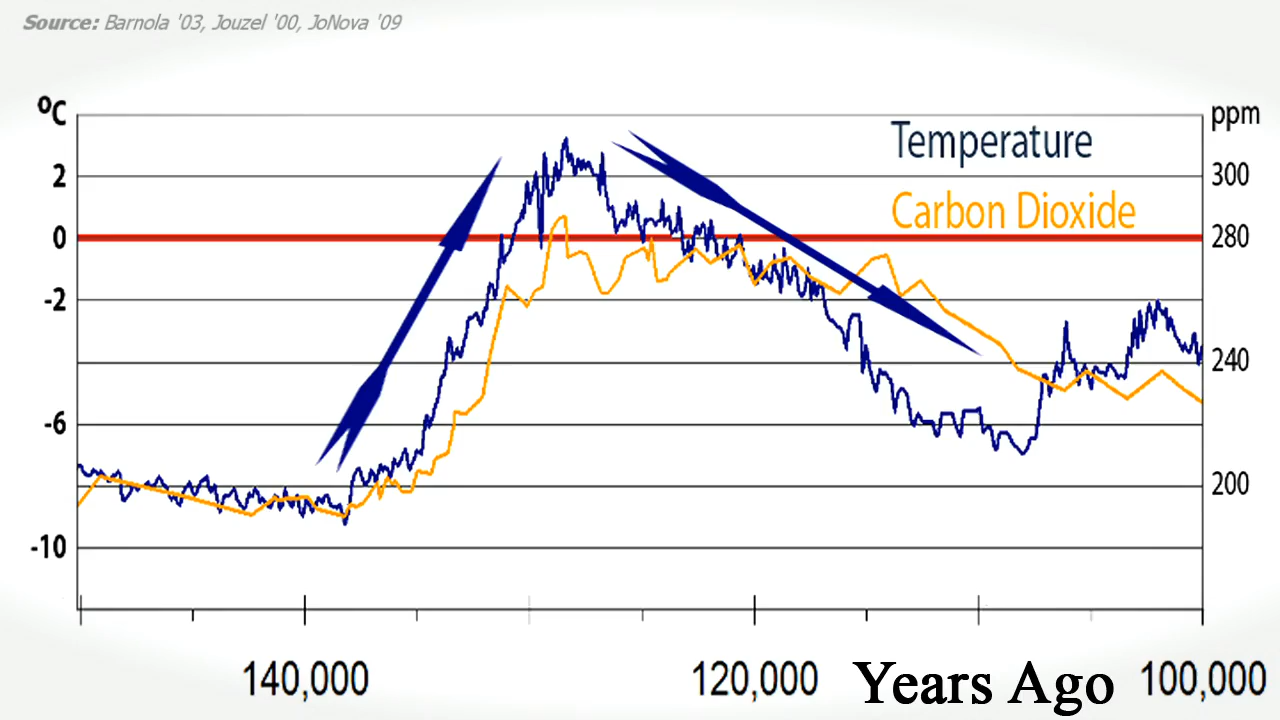 Source: Barnola '03, Jouzel '00, JoNova '09
ºC
ppm
Temperature
2
300
Carbon Dioxide
0
280
-2
240
-6
200
-10
140,000
120,000
Years Ago
100,000